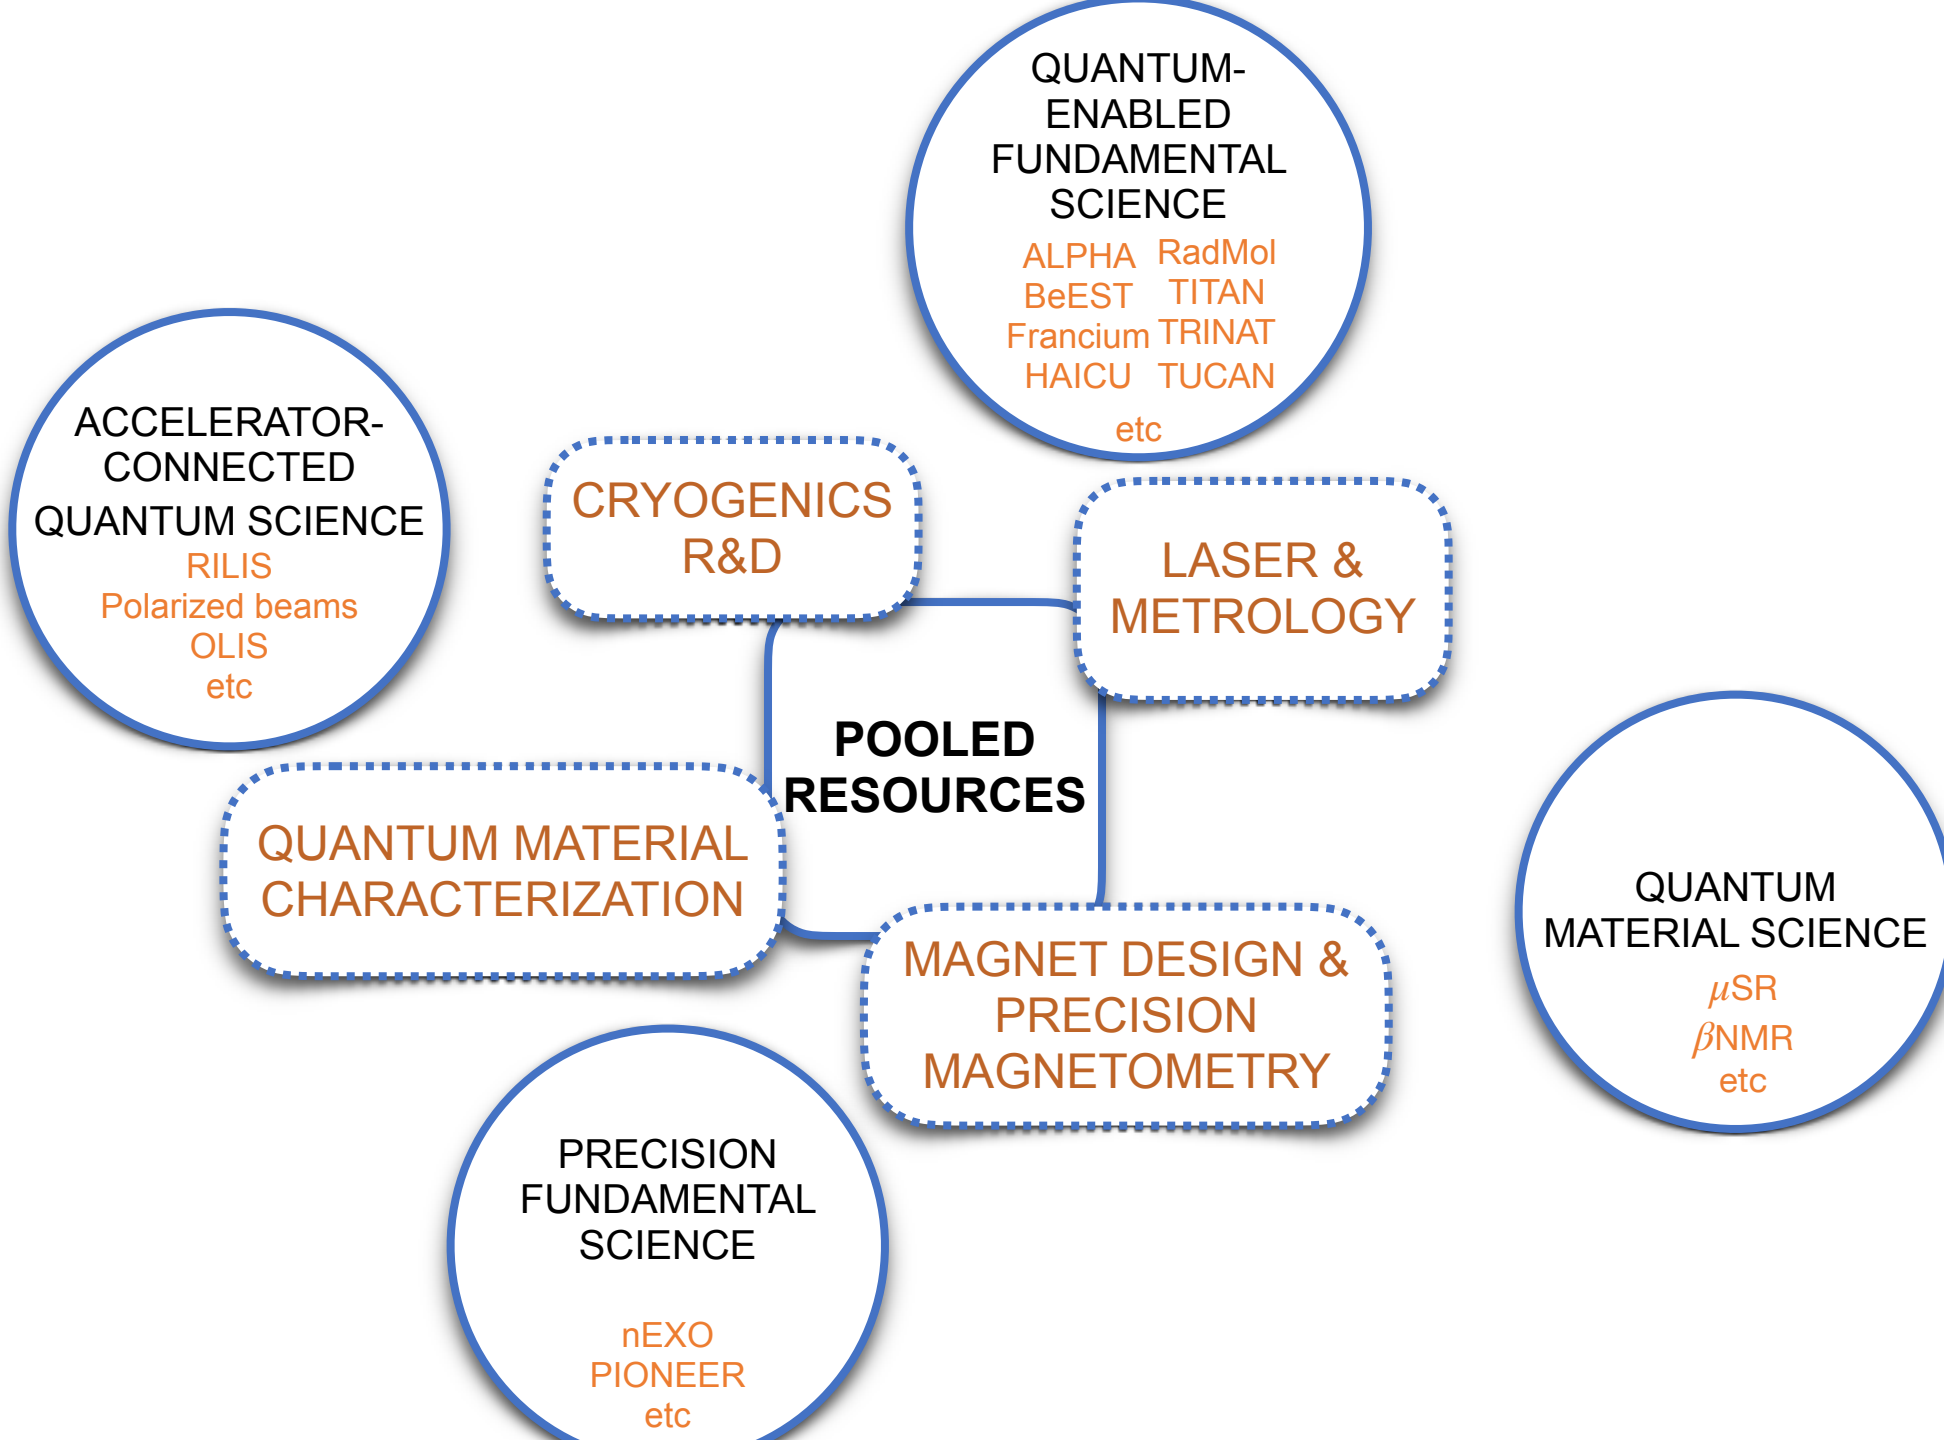 QUANTUM-
ENABLED
FUNDAMENTAL
SCIENCE
ALPHA RadMol
BeEST TITAN
Francium TRINAT
HAICU TUCAN
etc
ACCELERATOR-
CONNECTED
QUANTUM SCIENCE
RILIS
Polarized beams
OLIS
etc
CRYOGENICS
R&D
LASER &
METROLOGY
POOLED
RESOURCES
QUANTUM MATERIAL
CHARACTERIZATION
MAGNET DESIGN &
PRECISION
MAGNETOMETRY
QUANTUM
MATERIAL SCIENCE
μSR
βNMR
etc
PRECISION
FUNDAMENTAL
SCIENCE
nEXO
PIONEER
etc